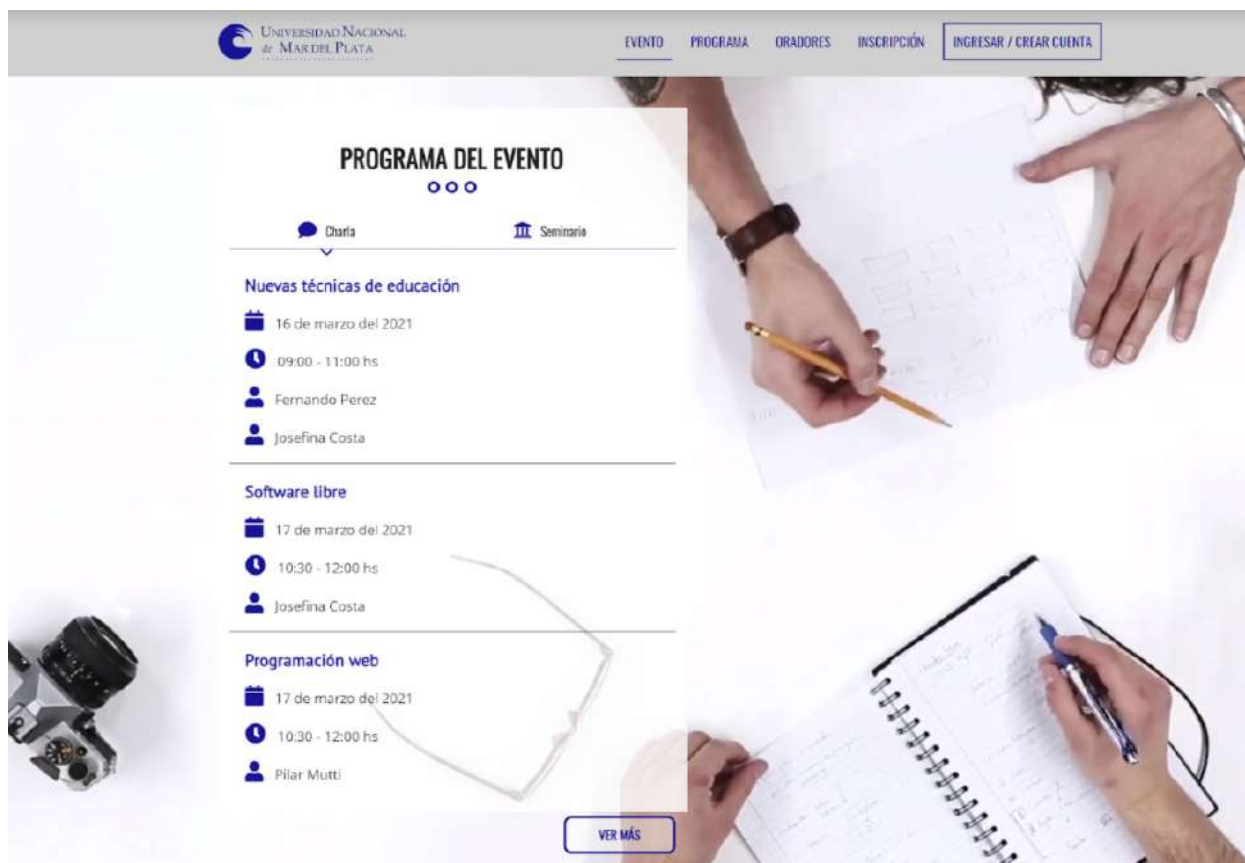 UNIVERSIDAD NACIONAL
de MAR DEL PLATA
EVENTO PROGRAMA ORADORES INSCRIPCIÓN INGRESAR / CREAR CUENTA
PROGRAMA DEL EVENTO
Charla Seminario
Nuevas técnicas de educación
16 de marzo del 2021
09:00 - 11:00 hs
Fernando Perez
Josefina Costa
Software libre
17 de marzo del 2021
10:30 - 12:00 hs
Josefina Costa
Programación web
17 de marzo del 2021
10:30 - 12:00 hs
Pilar Mutti
VER MÁS